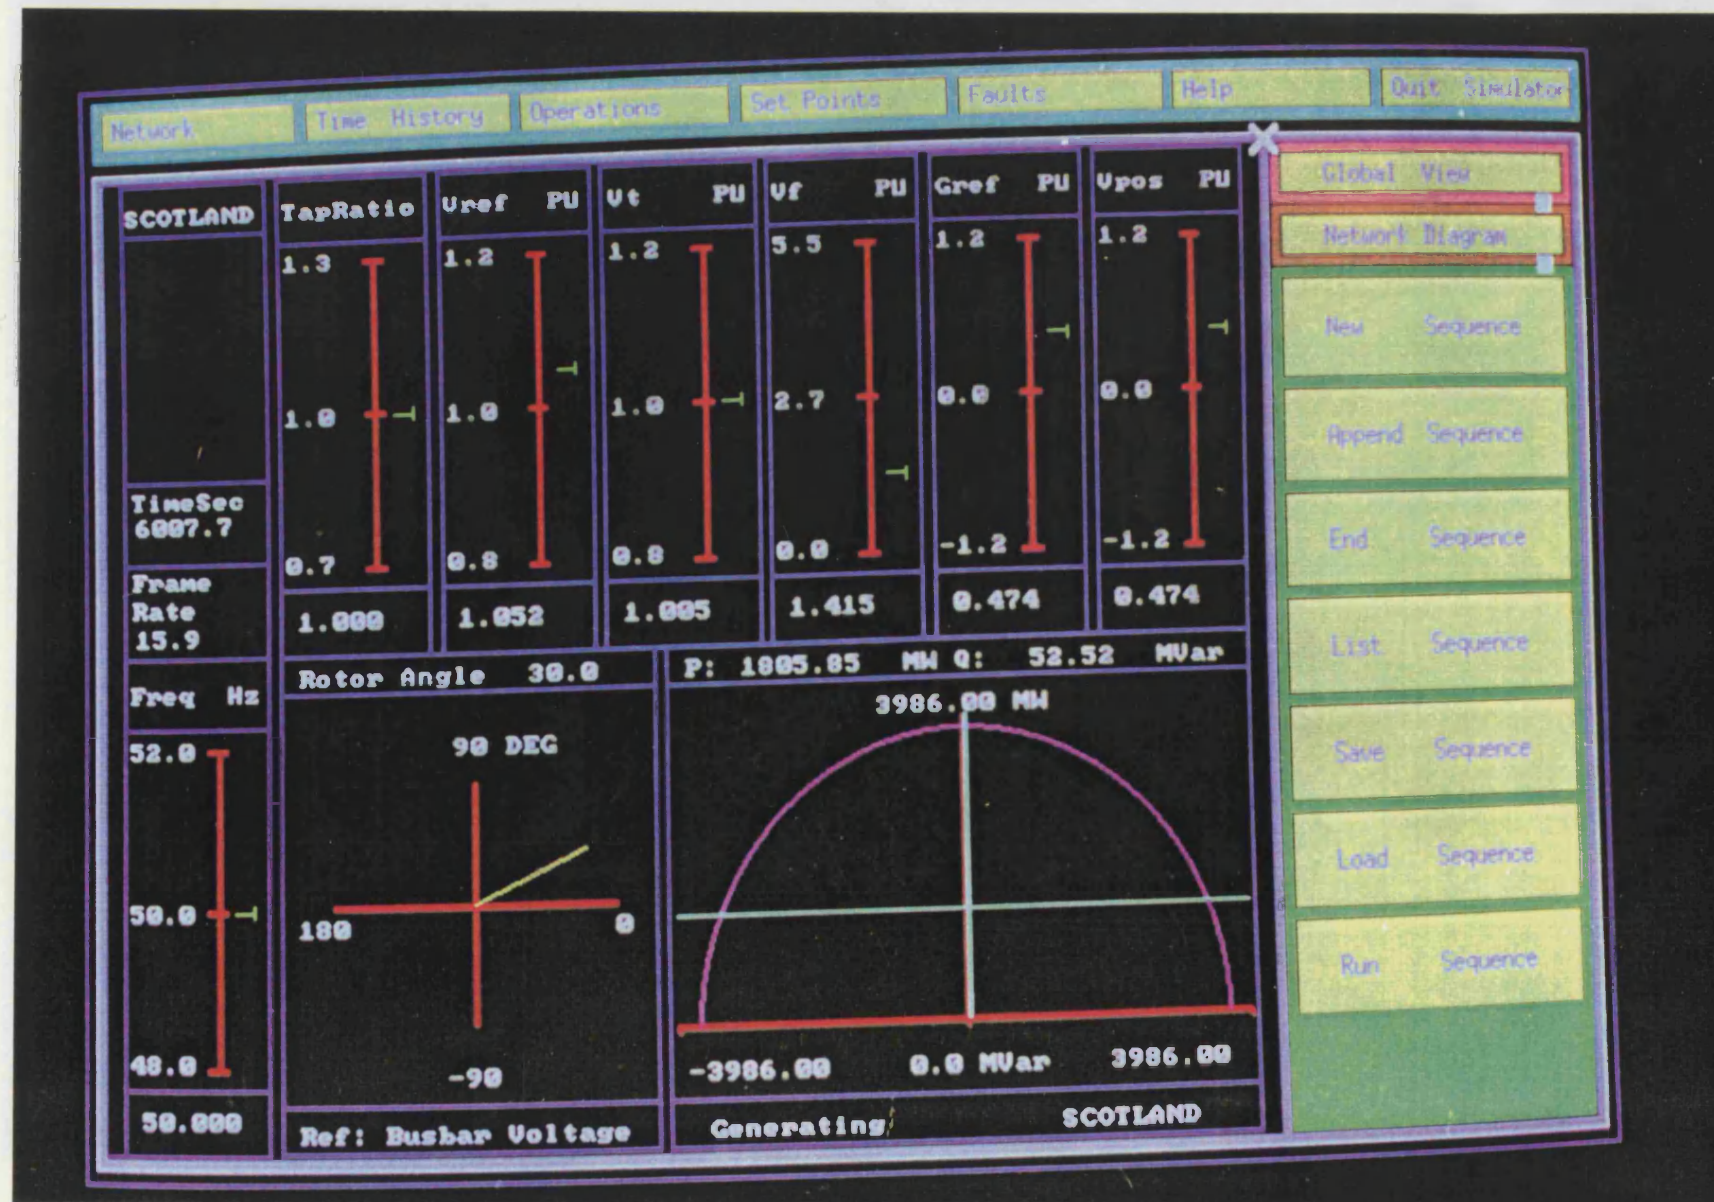 Network
Time History
Operations
Set Points
Faults
Help
Quit Simulator
SCOTLAND
TapRatio
Vref PU
Vt PU
Vf PU
Gref PU
Vpos PU
1.3
1.0
0.7
1.000
1.2
1.0
0.8
1.052
1.2
1.0
0.8
1.005
5.5
2.7
0.0
1.415
1.2
0.0
-1.2
0.474
1.2
0.0
-1.2
0.474
TimeSec
6007.7
Frame
Rate
15.9
Freq Hz
52.0
50.0
48.0
50.000
Rotor Angle 30.0
90 DEG
180
0
-90
Ref: Busbar Voltage
P: 1805.85 MW Q: 52.52 MVar
3986.00 MW
-3986.00
0.0 MVar
3986.00
Generating
SCOTLAND
Global View
Network Diagram
New Sequence
Append Sequence
End Sequence
List Sequence
Save Sequence
Load Sequence
Run Sequence